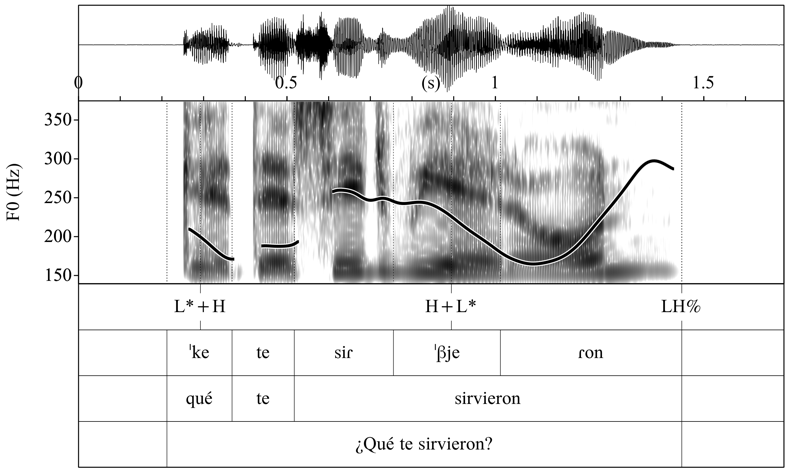 0 0.5 (s) 1 1.5
350
300
250
200
150
F0 (Hz)
L*+H H+L* LH%
ˈke te siɾ ˈβje ɾon
qué te sirvieron
¿Qué te sirvieron?